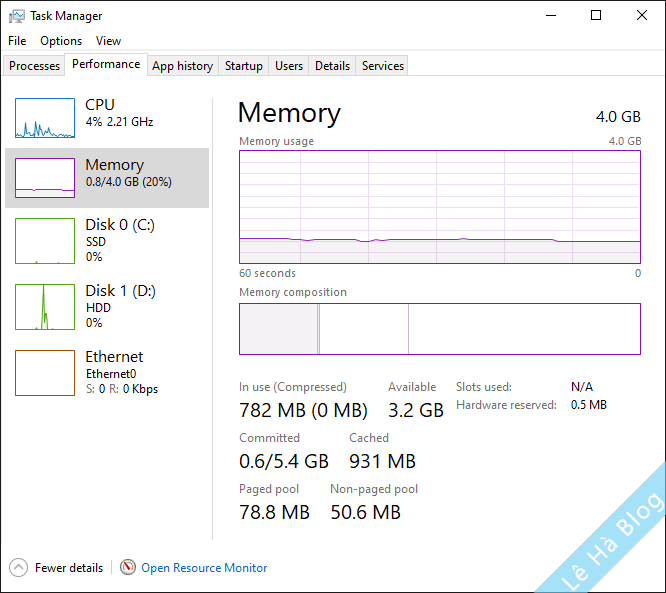 Task Manager
File Options View
Processes Performance App history Startup Users Details Services
CPU
4% 2.21 GHz
Memory
0.8/4.0 GB (20%)
Disk 0 (C:)
SSD
0%
Disk 1 (D:)
HDD
0%
Ethernet
Ethernet0
S: 0 R: 0 Kbps
Memory 4.0 GB
Memory usage 4.0 GB
60 seconds 0
Memory composition
In use (Compressed) Available Slots used: N/A
782 MB (0 MB) 3.2 GB Hardware reserved: 0.5 MB
Committed Cached
0.6/5.4 GB 931 MB
Paged pool Non-paged pool
78.8 MB 50.6 MB
Fewer details Open Resource Monitor
Lê Hà Blog